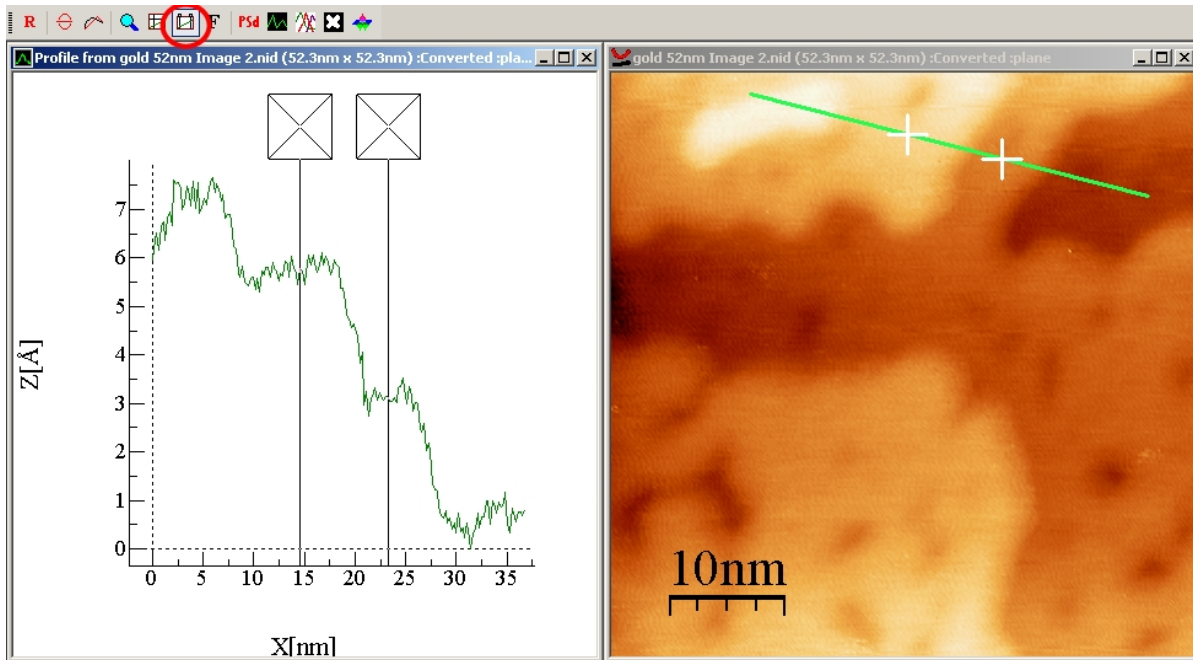 R F PSd
Profile from gold 52nm Image 2.nid (52.3nm x 52.3nm) :Converted :pla...
gold 52nm Image 2.nid (52.3nm x 52.3nm) :Converted :plane
7
6
5
4
3
2
1
0
Z[Å]
0 5 10 15 20 25 30 35
X[nm]
10nm